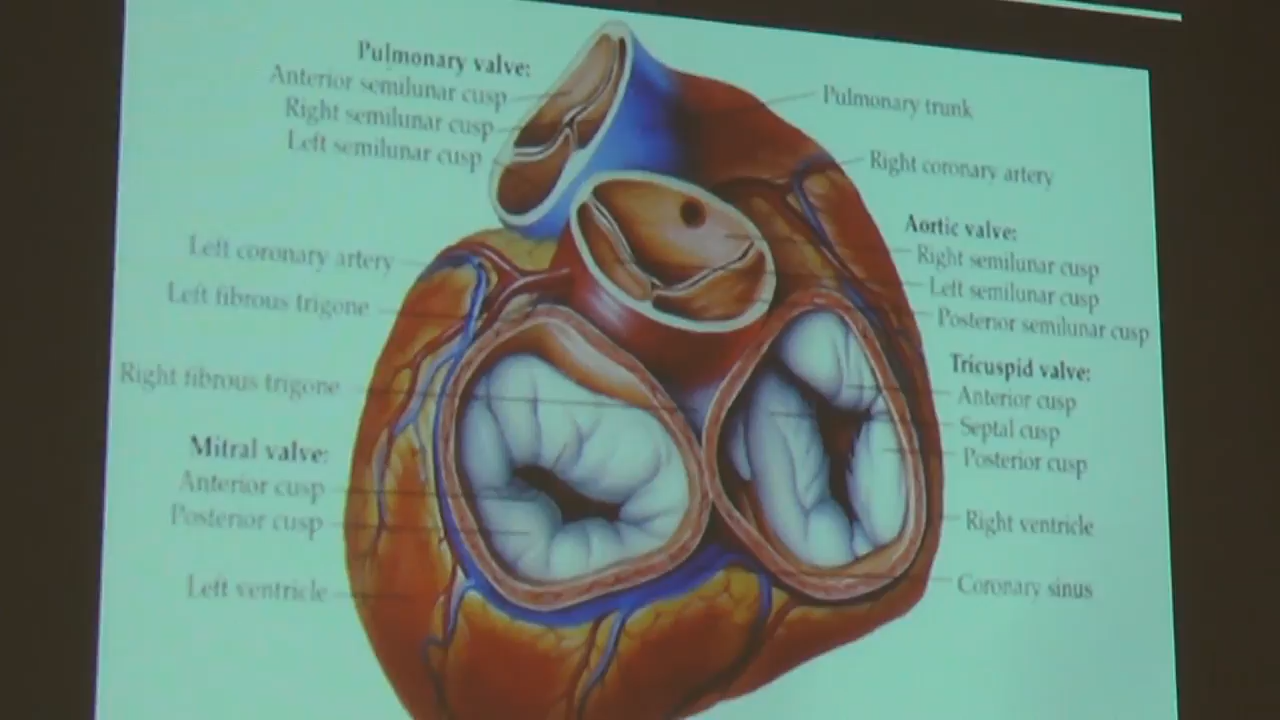 Pulmonary valve:
Anterior semilunar cusp
Right semilunar cusp
Left semilunar cusp
Left coronary artery
Left fibrous trigone
Right fibrous trigone
Mitral valve:
Anterior cusp
Posterior cusp
Left ventricle
Pulmonary trunk
Right coronary artery
Aortic valve:
Right semilunar cusp
Left semilunar cusp
Posterior semilunar cusp
Tricuspid valve:
Anterior cusp
Septal cusp
Posterior cusp
Right ventricle
Coronary sinus